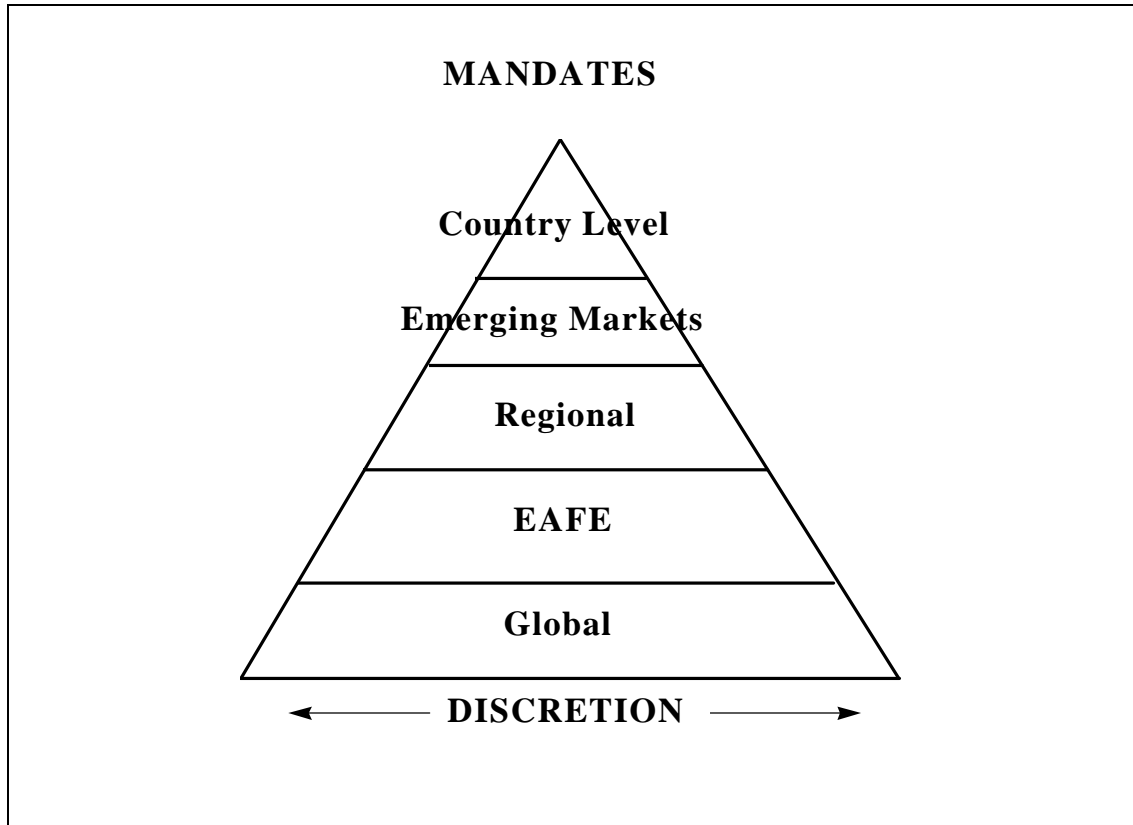 MANDATES
Country Level
Emerging Markets
Regional
EAFE
Global
DISCRETION